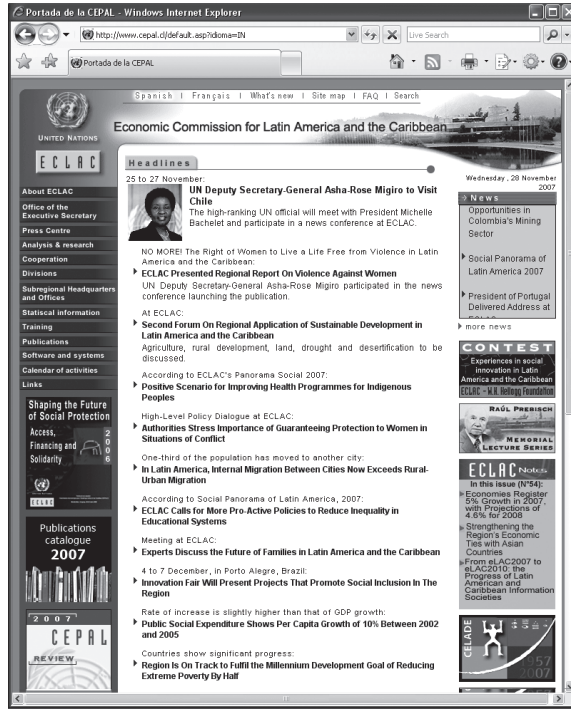 Portada de la CEPAL - Windows Internet Explorer
http://www.cepal.cl/default.asp?idioma=IN
Live Search
Portada de la CEPAL
Spanish | Français | What's new | Site map | FAQ | Search
UNITED NATIONS
Economic Commission for Latin America and the Caribbean
ECLAC
Headlines
Wednesday, 28 November
2007
About ECLAC
Office of the
Executive Secretary
Press Centre
Analysis & research
Cooperation
Divisions
Subregional Headquarters
and Offices
Statiscal information
Training
Publications
Software and systems
Calendar of activities
Links
Shaping the Future
of Social Protection
Access,
Financing and
Solidarity
2006
Publications
catalogue
2007
2007
CEPAL
REVIEW
25 to 27 November:
UN Deputy Secretary-General Asha-Rose Migiro to Visit
Chile
The high-ranking UN official will meet with President Michelle
Bachelet and participate in a news conference at ECLAC.
NO MORE! The Right of Women to Live a Life Free from Violence in Latin
America and the Caribbean:
ECLAC Presented Regional Report On Violence Against Women
UN Deputy Secretary-General Asha-Rose Migiro participated in the news
conference launching the publication.
At ECLAC:
Second Forum On Regional Application of Sustainable Development in
Latin America and the Caribbean
Agriculture, rural development, land, drought and desertification to be
discussed.
According to ECLAC's Panorama Social 2007:
Positive Scenario for Improving Health Programmes for Indigenous
Peoples
High-Level Policy Dialogue at ECLAC:
Authorities Stress Importance of Guaranteeing Protection to Women in
Situations of Conflict
One-third of the population has moved to another city:
In Latin America, Internal Migration Between Cities Now Exceeds Rural-
Urban Migration
According to Social Panorama of Latin America, 2007:
ECLAC Calls for More Pro-Active Policies to Reduce Inequality in
Educational Systems
Meeting at ECLAC:
Experts Discuss the Future of Families in Latin America and the Caribbean
4 to 7 December, in Porto Alegre, Brazil:
Innovation Fair Will Present Projects That Promote Social Inclusion In The
Region
Rate of increase is slightly higher than that of GDP growth:
Public Social Expenditure Shows Per Capita Growth of 10% Between 2002
and 2005
Countries show significant progress:
Region Is On Track to Fulfil the Millennium Development Goal of Reducing
Extreme Poverty By Half
News
Opportunities in
Colombia's Mining
Sector
Social Panorama of
Latin America 2007
President of Portugal
Delivered Address at
more news
CONTEST
Experiences in social
innovation in Latin
America and the Caribbean
ECLAC - W.K. Kellogg Foundation
RAÚL PREBISCH
MEMORIAL
LECTURE SERIES
ECLAC Notes
In this issue (N°54):
Economies Register
5% Growth in 2007,
with Projections of
4.6% for 2008
Strengthening the
Region's Economic
Ties with Asian
Countries
From eLAC2007 to
eLAC2010: the
Progress of Latin
American and
Caribbean Information
Societies
CELADE
1957
2007